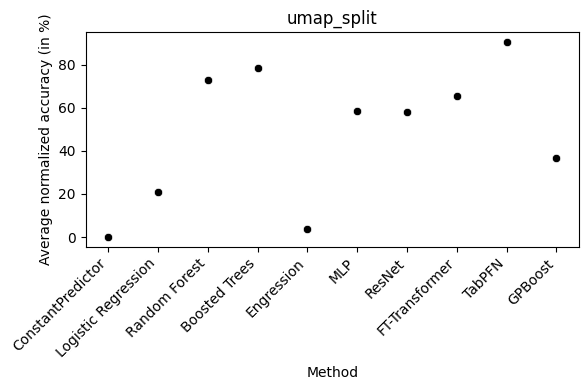 umap_split
Average normalized accuracy (in %)
80
60
40
20
0
ConstantPredictor
Logistic Regression
Random Forest
Boosted Trees
Engression
MLP
ResNet
FT-Transformer
TabPFN
GPBoost
Method